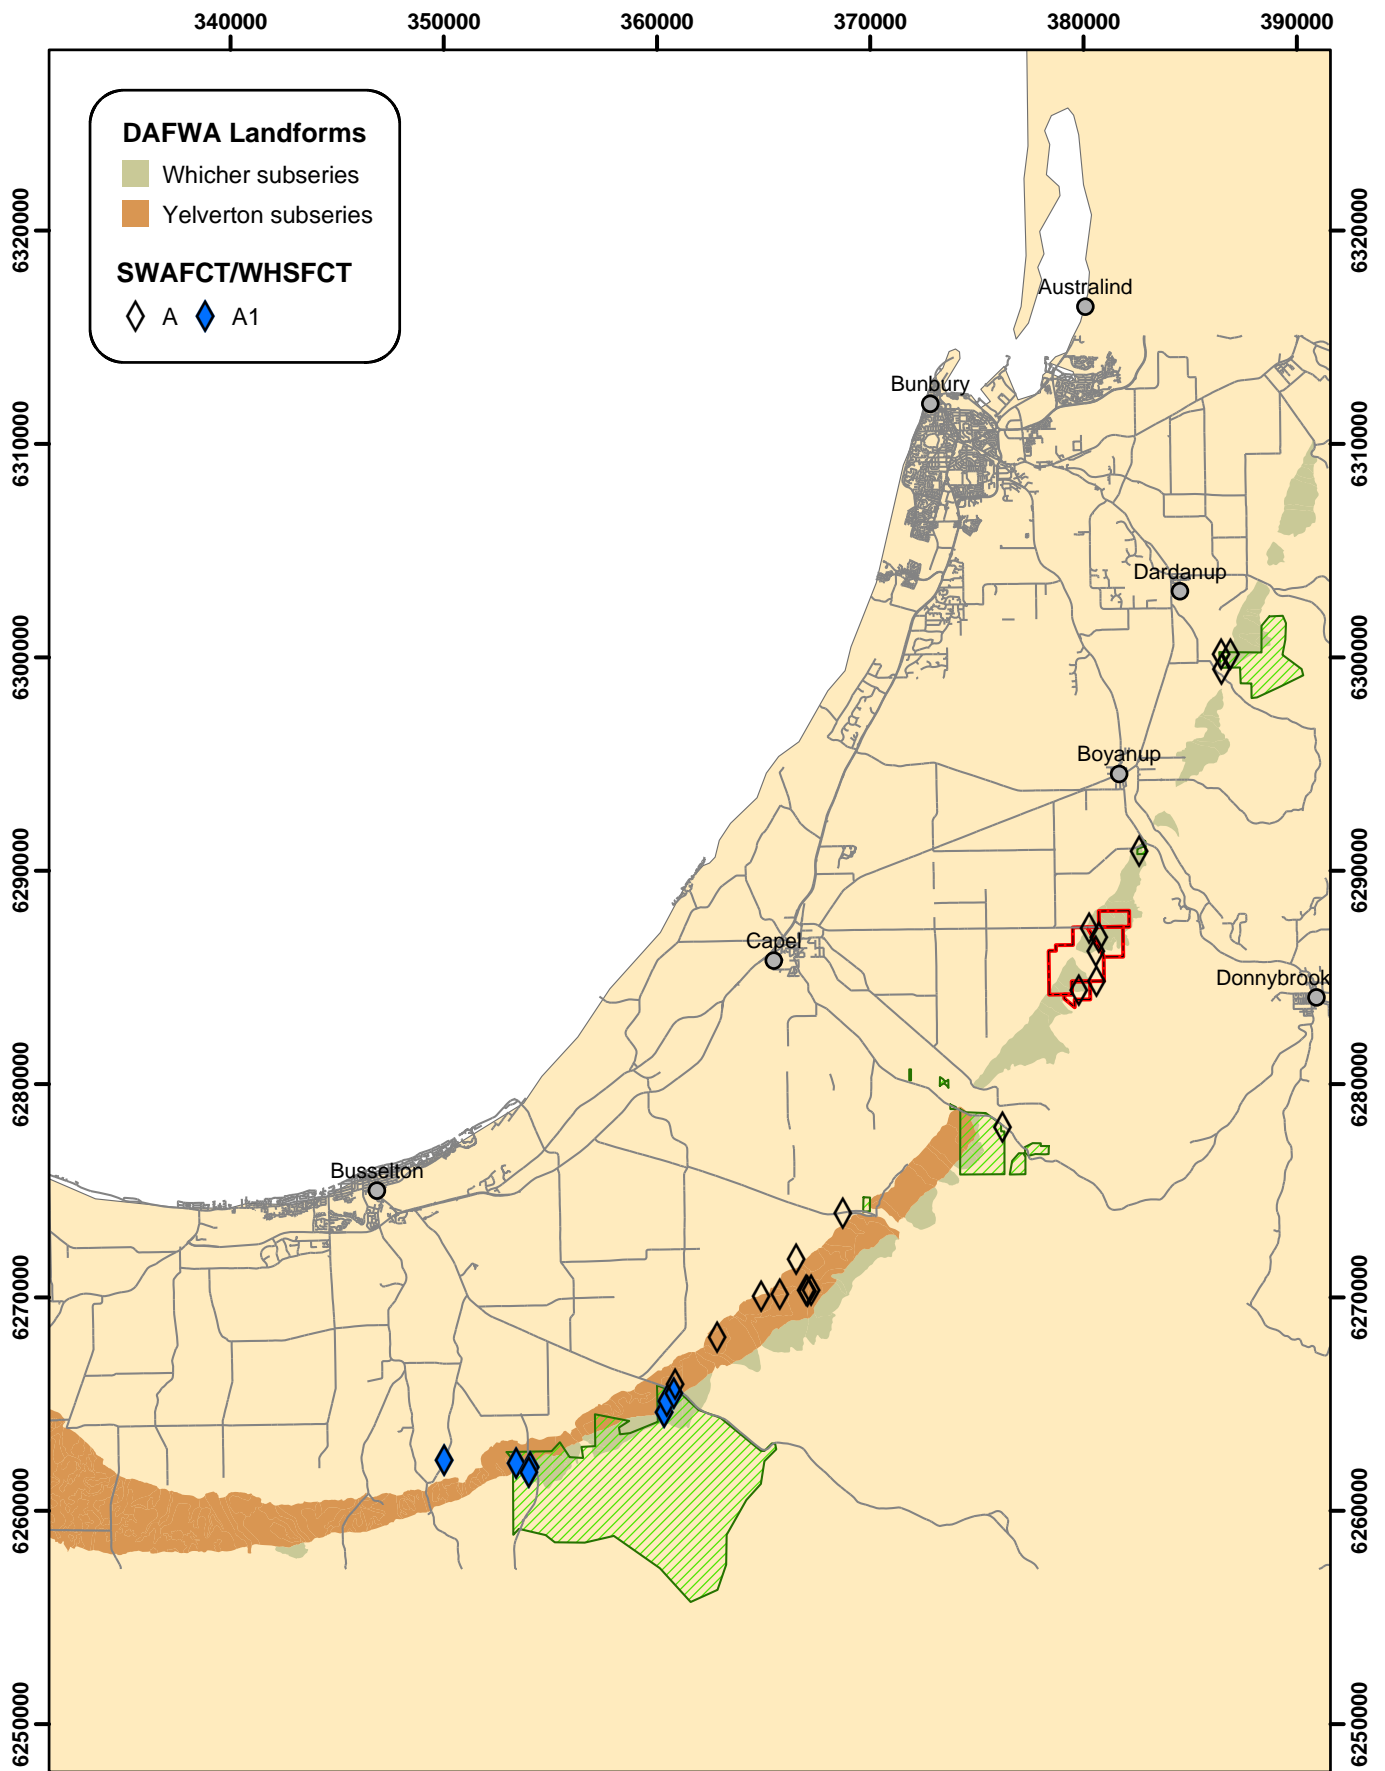 340000 350000 360000 370000 380000 390000
DAFWA Landforms
Whicher subseries
Yelverton subseries
SWAFCT/WHSFCT
A A1
6320000 6320000
Australind
Bunbury
6310000 6310000
Dardanup
6300000 6300000
Boyanup
6290000 6290000
Capel
Donnybrook
6280000 6280000
Busselton
6270000 6270000
6260000 6260000
6250000 6250000